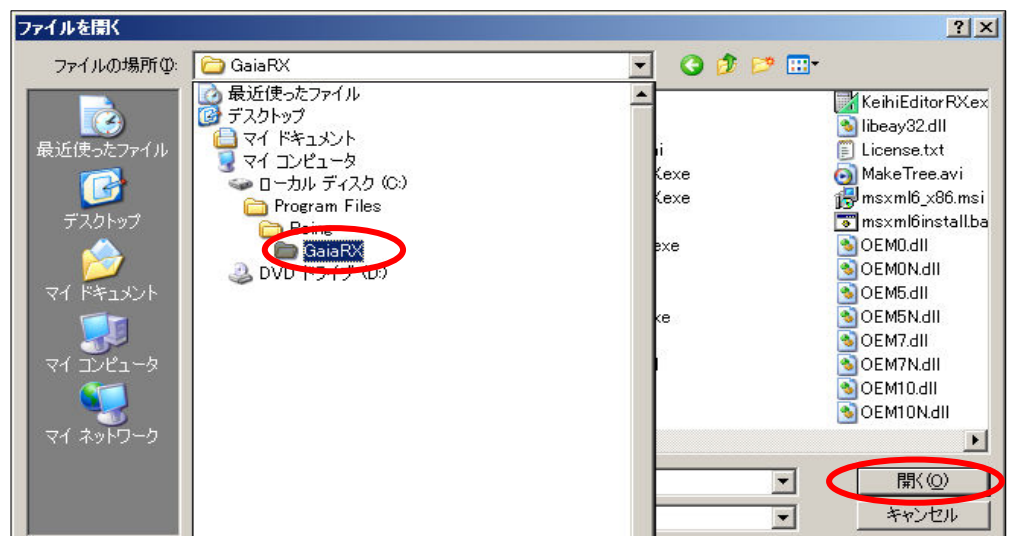 ファイルを開く
ファイルの場所(I):
GaiaRX
最近使ったファイル
デスクトップ
マイ ドキュメント
マイ コンピュータ
マイ ネットワーク
最近使ったファイル
デスクトップ
マイ ドキュメント
マイ コンピュータ
ローカル ディスク (C:)
Program Files
Being
GaiaRX
DVD ドライブ (D:)
i
Xexe
Xexe
exe
xe
KeihiEditorRX.ex
libeay32.dll
License.txt
MakeTree.avi
msxml6_x86.msi
msxml6install.ba
OEM0.dll
OEM0N.dll
OEM5.dll
OEM5N.dll
OEM7.dll
OEM7N.dll
OEM10.dll
OEM10N.dll
開く(O)
キャンセル